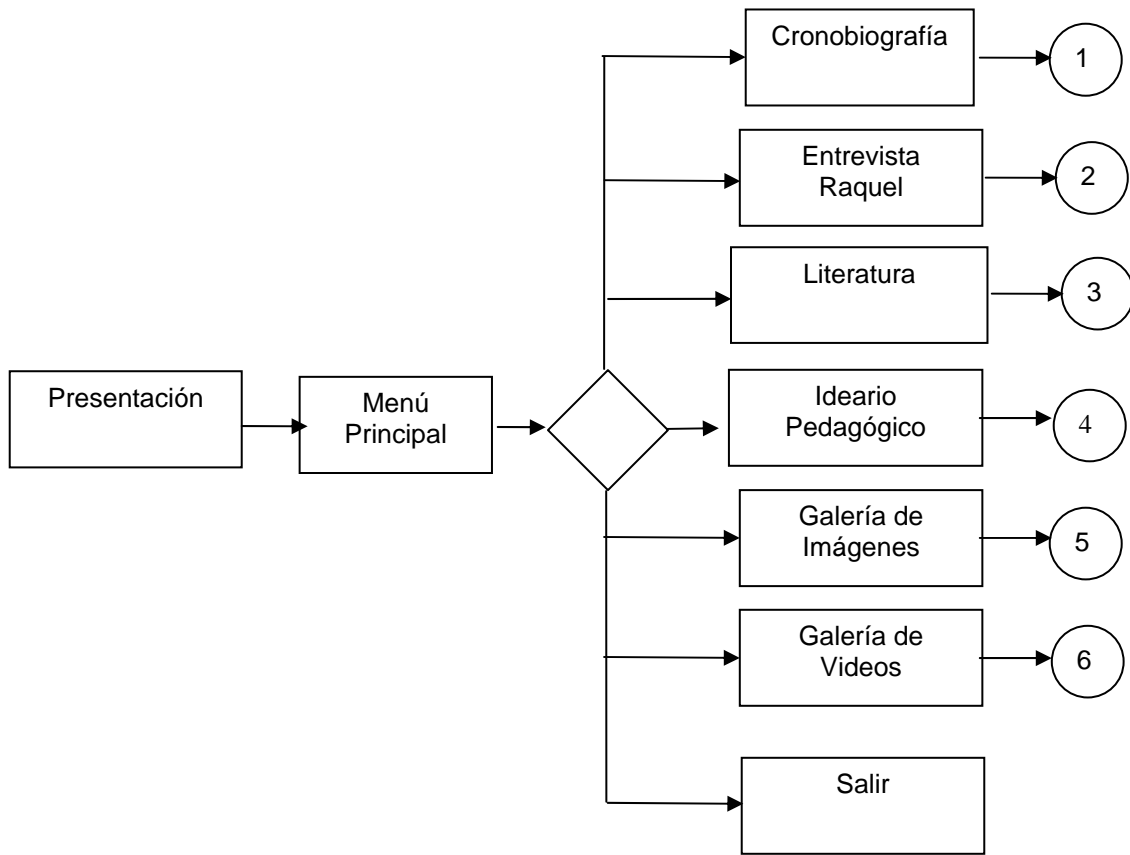 Cronobiografía
1
Entrevista
Raquel
2
Literatura
3
Presentación
Menú
Principal
Ideario
Pedagógico
4
Galería de
Imágenes
5
Galería de
Videos
6
Salir